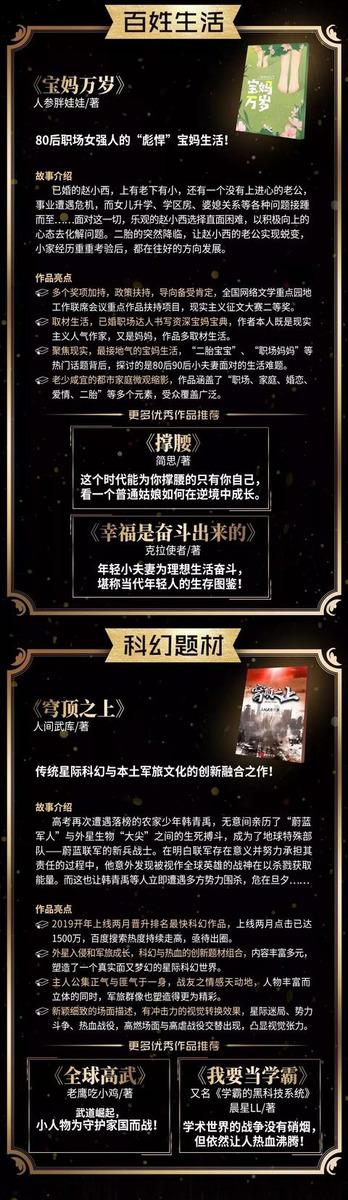 百姓生活
《宝妈万岁》
人参胖娃娃/著
宝妈
万岁
80后职场女强人的“彪悍”宝妈生活！
故事介绍
已婚的赵小西，上有老下有小，还有一个没有上进心的老公，
事业遭遇危机，而女儿升学、学区房、婆媳关系等各种问题接踵
而至……面对这一切，乐观的赵小西选择直面困难，以积极向上的
心态去化解问题。二胎的突然降临，让赵小西的老公实现蜕变，
小家经历重重考验后，都在往好的方向发展。
作品亮点
多个奖项加持，政策扶持，导向备受肯定，全国网络文学重点园地
工作联席会议重点作品扶持项目，现实主义征文大赛二等奖。
取材生活，已婚职场达人书写资深宝妈宝典，作者本人既是现实
主义人气作家，又是妈妈，作品多取材生活。
聚焦现实，最接地气的宝妈生活，“二胎宝宝”、“职场妈妈”等
热门话题背后，探讨的是80后90后小夫妻面对的生活难题。
老少咸宜的都市家庭微观缩影，作品涵盖了“职场、家庭、婚恋、
爱情、二胎”等多个元素，受众覆盖广泛。
更多优秀作品推荐
《撑腰》
简思/著
这个时代能为你撑腰的只有你自己，
看一个普通姑娘如何在逆境中成长。
《幸福是奋斗出来的》
克拉使者/著
年轻小夫妻为理想生活奋斗，
堪称当代年轻人的生存图鉴！
科幻题材
《穹顶之上》
人间武库/著
穹顶之上
传统星际科幻与本土军旅文化的创新融合之作！
故事介绍
高考再次遭遇落榜的农家少年韩青禹，无意间亲历了“蔚蓝
军人”与外星生物“大尖”之间的生死搏斗，成为了地球特殊部
队——蔚蓝联军的新兵战士。在明白联军存在意义并努力承担其
责任的过程中，他意外发现被视作全球英雄的战神在以杀戮获取
能量。而这也让韩青禹等人立即遭遇多方势力围杀，危在旦夕……
作品亮点
2019开年上线两月晋升排名最快科幻作品，上线两月点击已达
1500万，百度搜索热度持续走高，亟待出圈。
外星入侵和军旅成长，科幻与热血的创新题材组合，内容丰富多元，
塑造了一个真实而又梦幻的星际科幻世界。
主人公集正气与匪气于一身，战友之情感天动地，人物丰富而
立体的同时，军旅群像也塑造得更为精彩。
新颖细致的场面描述，有冲击力的视觉转换效果，星际迷局、势力
斗争、热血战役，高燃场面与高虐战役交替出现，凸显视觉张力。
更多优秀作品推荐
《全球高武》
老鹰吃小鸡/著
武道崛起，
小人物为守护家国而战！
《我要当学霸》
又名《学霸的黑科技系统》
晨星LL/著
学术世界的战争没有硝烟，
但依然让人热血沸腾！